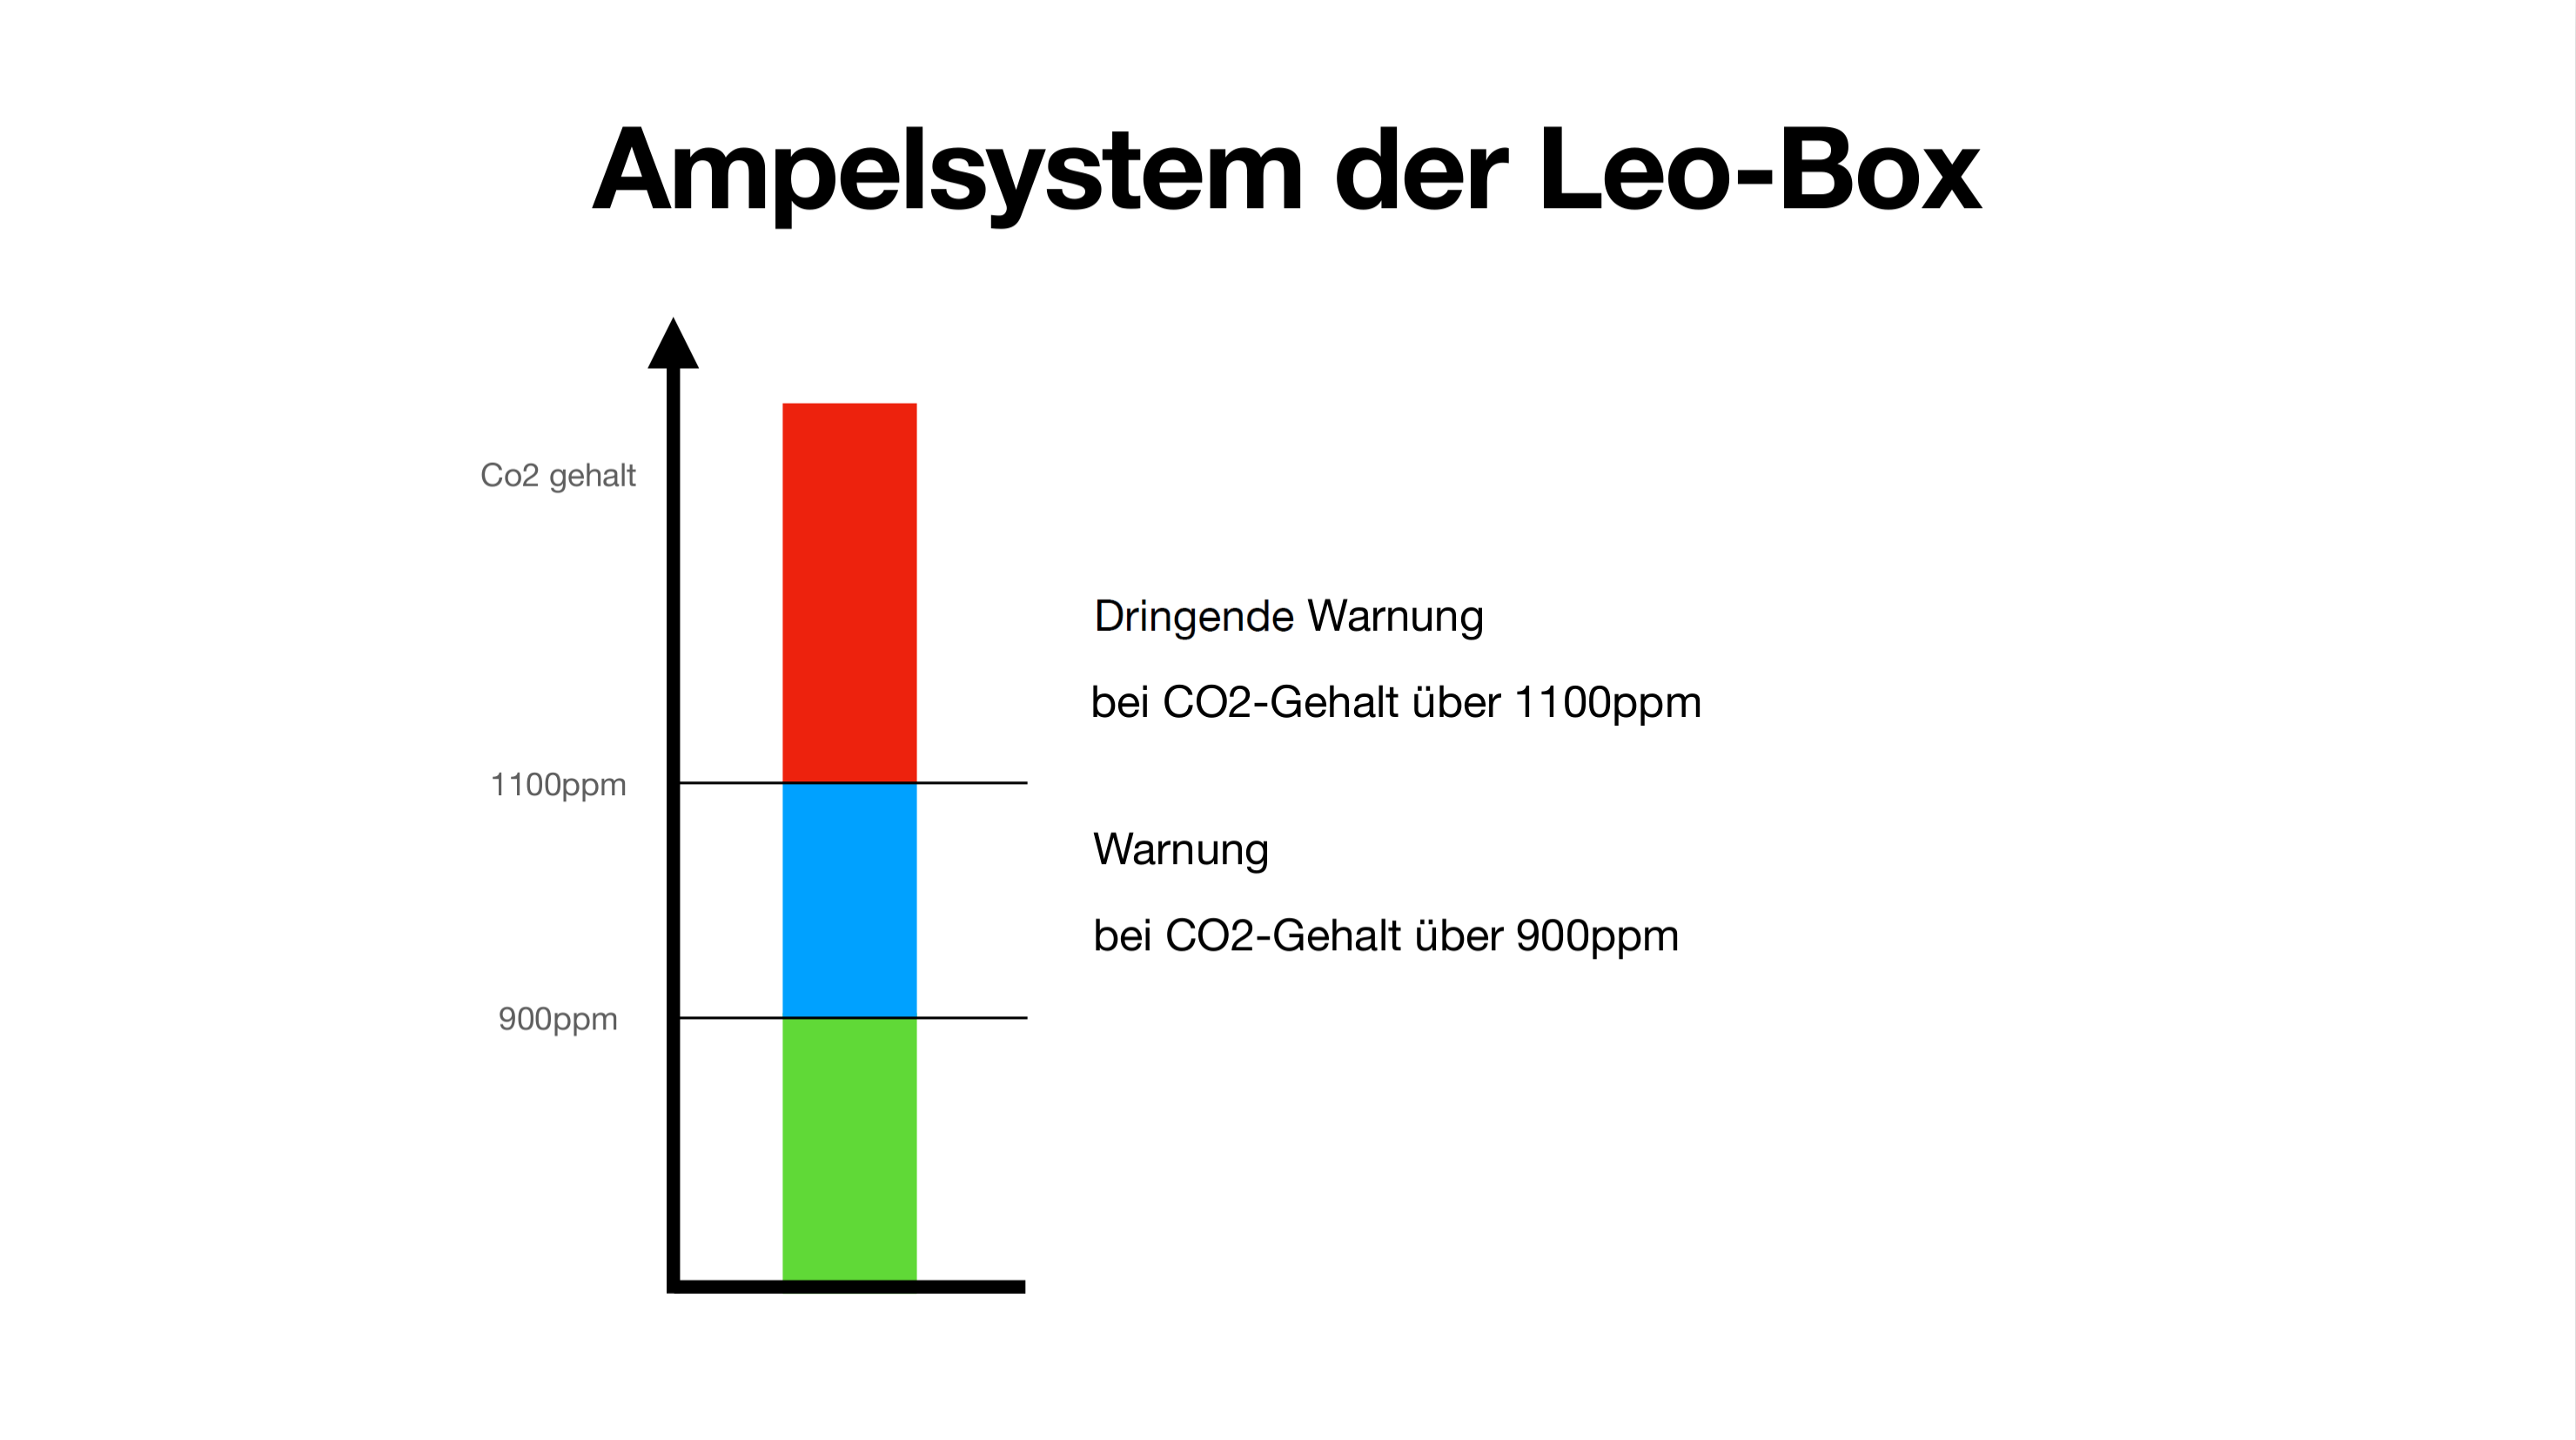 Ampelsystem der Leo-Box
Co2 gehalt
Dringende Warnung
bei CO2-Gehalt über 1100ppm
1100ppm
Warnung
bei CO2-Gehalt über 900ppm
900ppm